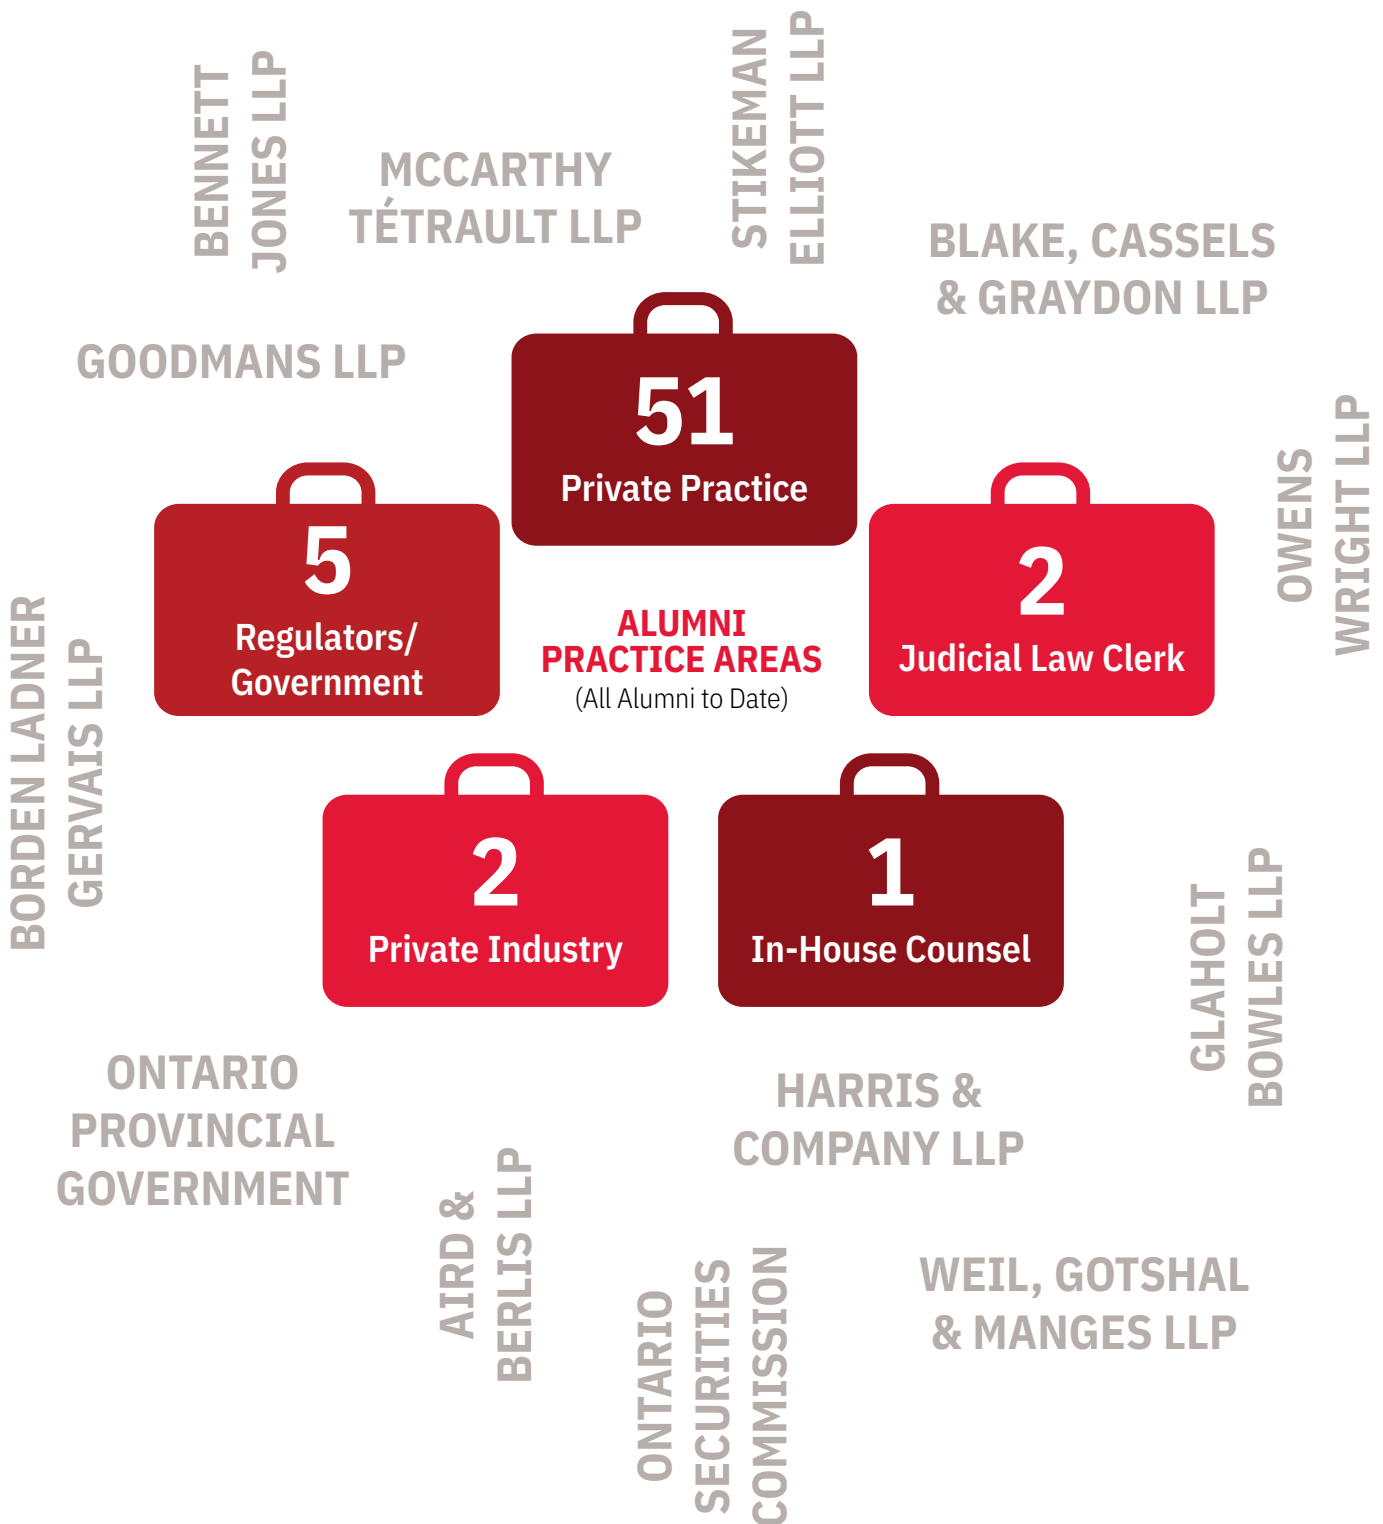 BENNETT
JONES LLP
MCCARTHY
TÉTRAULT LLP
STIKEMAN
ELLIOTT LLP
BLAKE, CASSELS
& GRAYDON LLP
GOODMANS LLP
51
Private Practice
OWENS
WRIGHT LLP
5
Regulators/
Government
ALUMNI
PRACTICE AREAS
(All Alumni to Date)
2
Judicial Law Clerk
BORDEN LADNER
GERVAIS LLP
2
Private Industry
1
In-House Counsel
GLAHOLT
BOWLES LLP
ONTARIO
PROVINCIAL
GOVERNMENT
HARRIS &
COMPANY LLP
AIRD &
BERLIS LLP
ONTARIO
SECURITIES
COMMISSION
WEIL, GOTSHAL
& MANGES LLP